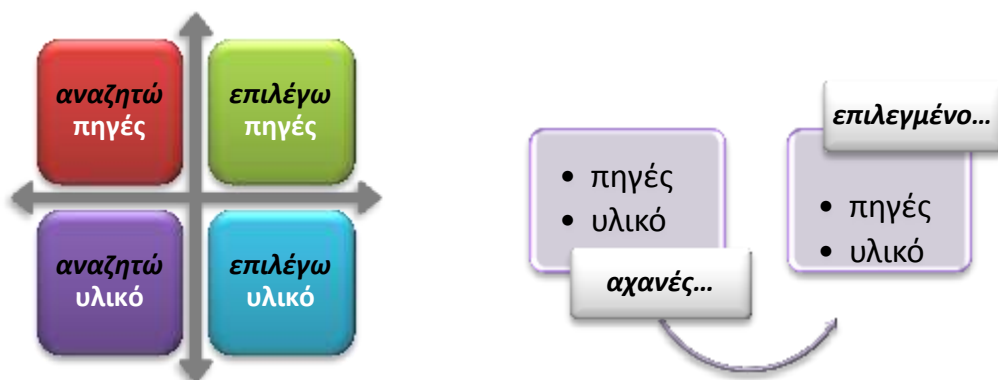 αναζητώ
πηγές
επιλέγω
πηγές
αναζητώ
υλικό
επιλέγω
υλικό
• πηγές
• υλικό
αχανές...
επιλεγμένο...
• πηγές
• υλικό